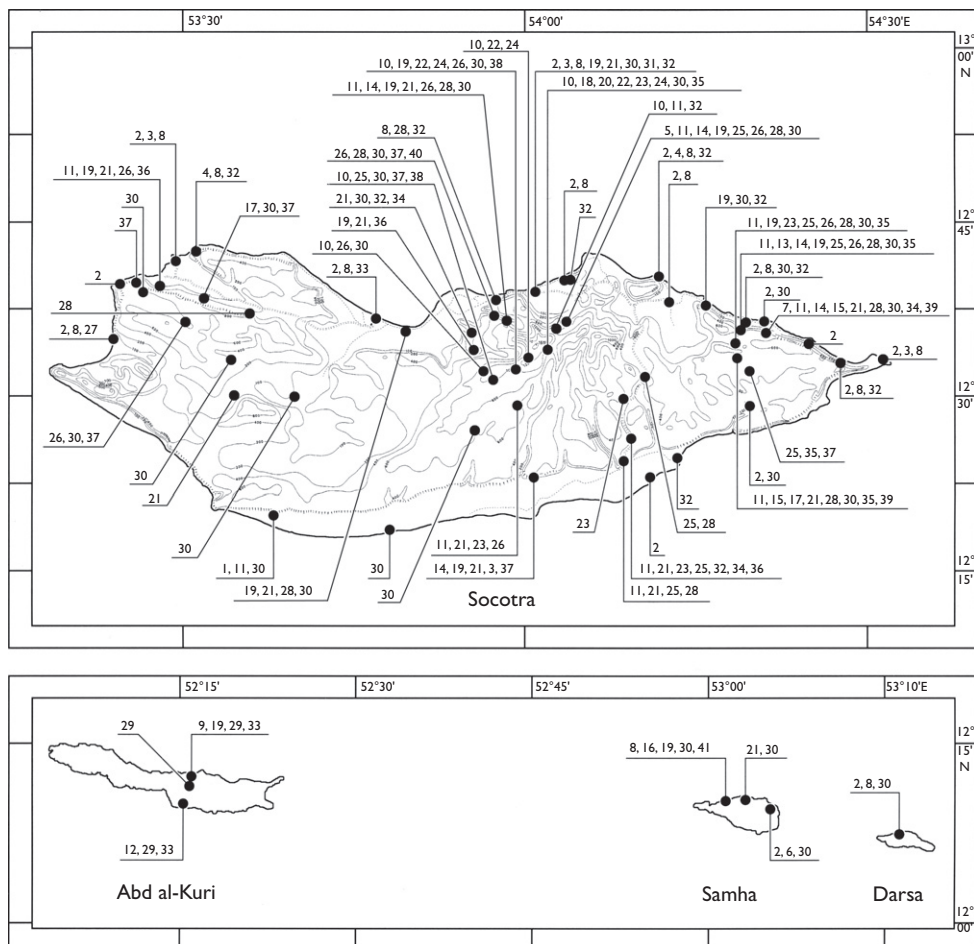 53°30'
54°00'
54°30'E
13°
00'
N
10, 22, 24
10, 19, 22, 24, 26, 30, 38
2, 3, 8, 19, 21, 30, 31, 32
11, 14, 19, 21, 26, 28, 30
10, 18, 20, 22, 23, 24, 30, 35
10, 11, 32
8, 28, 32
5, 11, 14, 19, 25, 26, 28, 30
2, 3, 8
26, 28, 30, 37, 40
2, 4, 8, 32
11, 19, 21, 26, 36
4, 8, 32
10, 25, 30, 37, 38
2, 8
2, 8
30
17, 30, 37
21, 30, 32, 34
32
19, 30, 32
12°
45'
37
19, 21, 36
11, 19, 23, 25, 26, 28, 30, 35
10, 26, 30
11, 13, 14, 19, 25, 26, 28, 30, 35
2, 8, 33
2, 8, 30, 32
2
2, 30
28
7, 11, 14, 15, 21, 28, 30, 34, 39
2, 8, 27
2
2, 3, 8
2, 8, 32
12°
30'
26, 30, 37
25, 35, 37
30
2, 30
21
32
11, 15, 17, 21, 28, 30, 35, 39
23
25, 28
30
11, 21, 23, 26
2
1, 11, 30
30
14, 19, 21, 3, 37
11, 21, 23, 25, 32, 34, 36
12°
15'
19, 21, 28, 30
30
11, 21, 25, 28
Socotra
52°15'
52°30'
52°45'
53°00'
53°10'E
29
9, 19, 29, 33
12°
15'
N
8, 16, 19, 30, 41
21, 30
2, 8, 30
12, 29, 33
2, 6, 30
Abd al-Kuri
Samha
Darsa
12°
00'